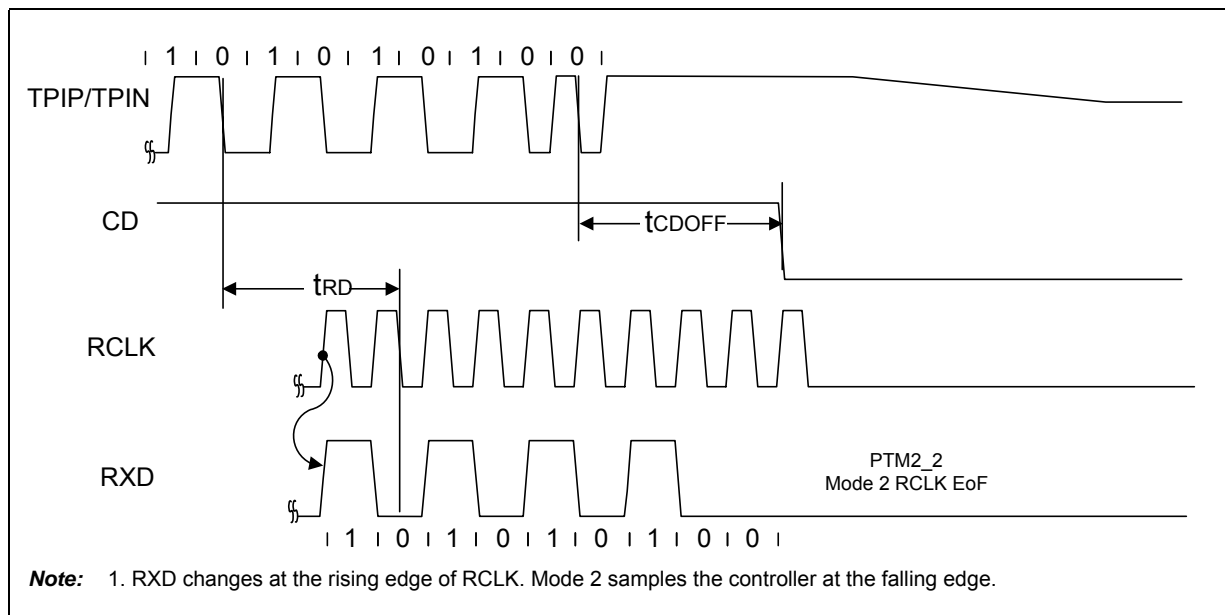 1 0 1 0 1 0 1 0 0
TPIP/TPIN
CD
tCDOFF
tRD
RCLK
RXD
PTM2_2
Mode 2 RCLK EoF
1 0 1 0 1 0 1 0 0
Note: 1. RXD changes at the rising edge of RCLK. Mode 2 samples the controller at the falling edge.